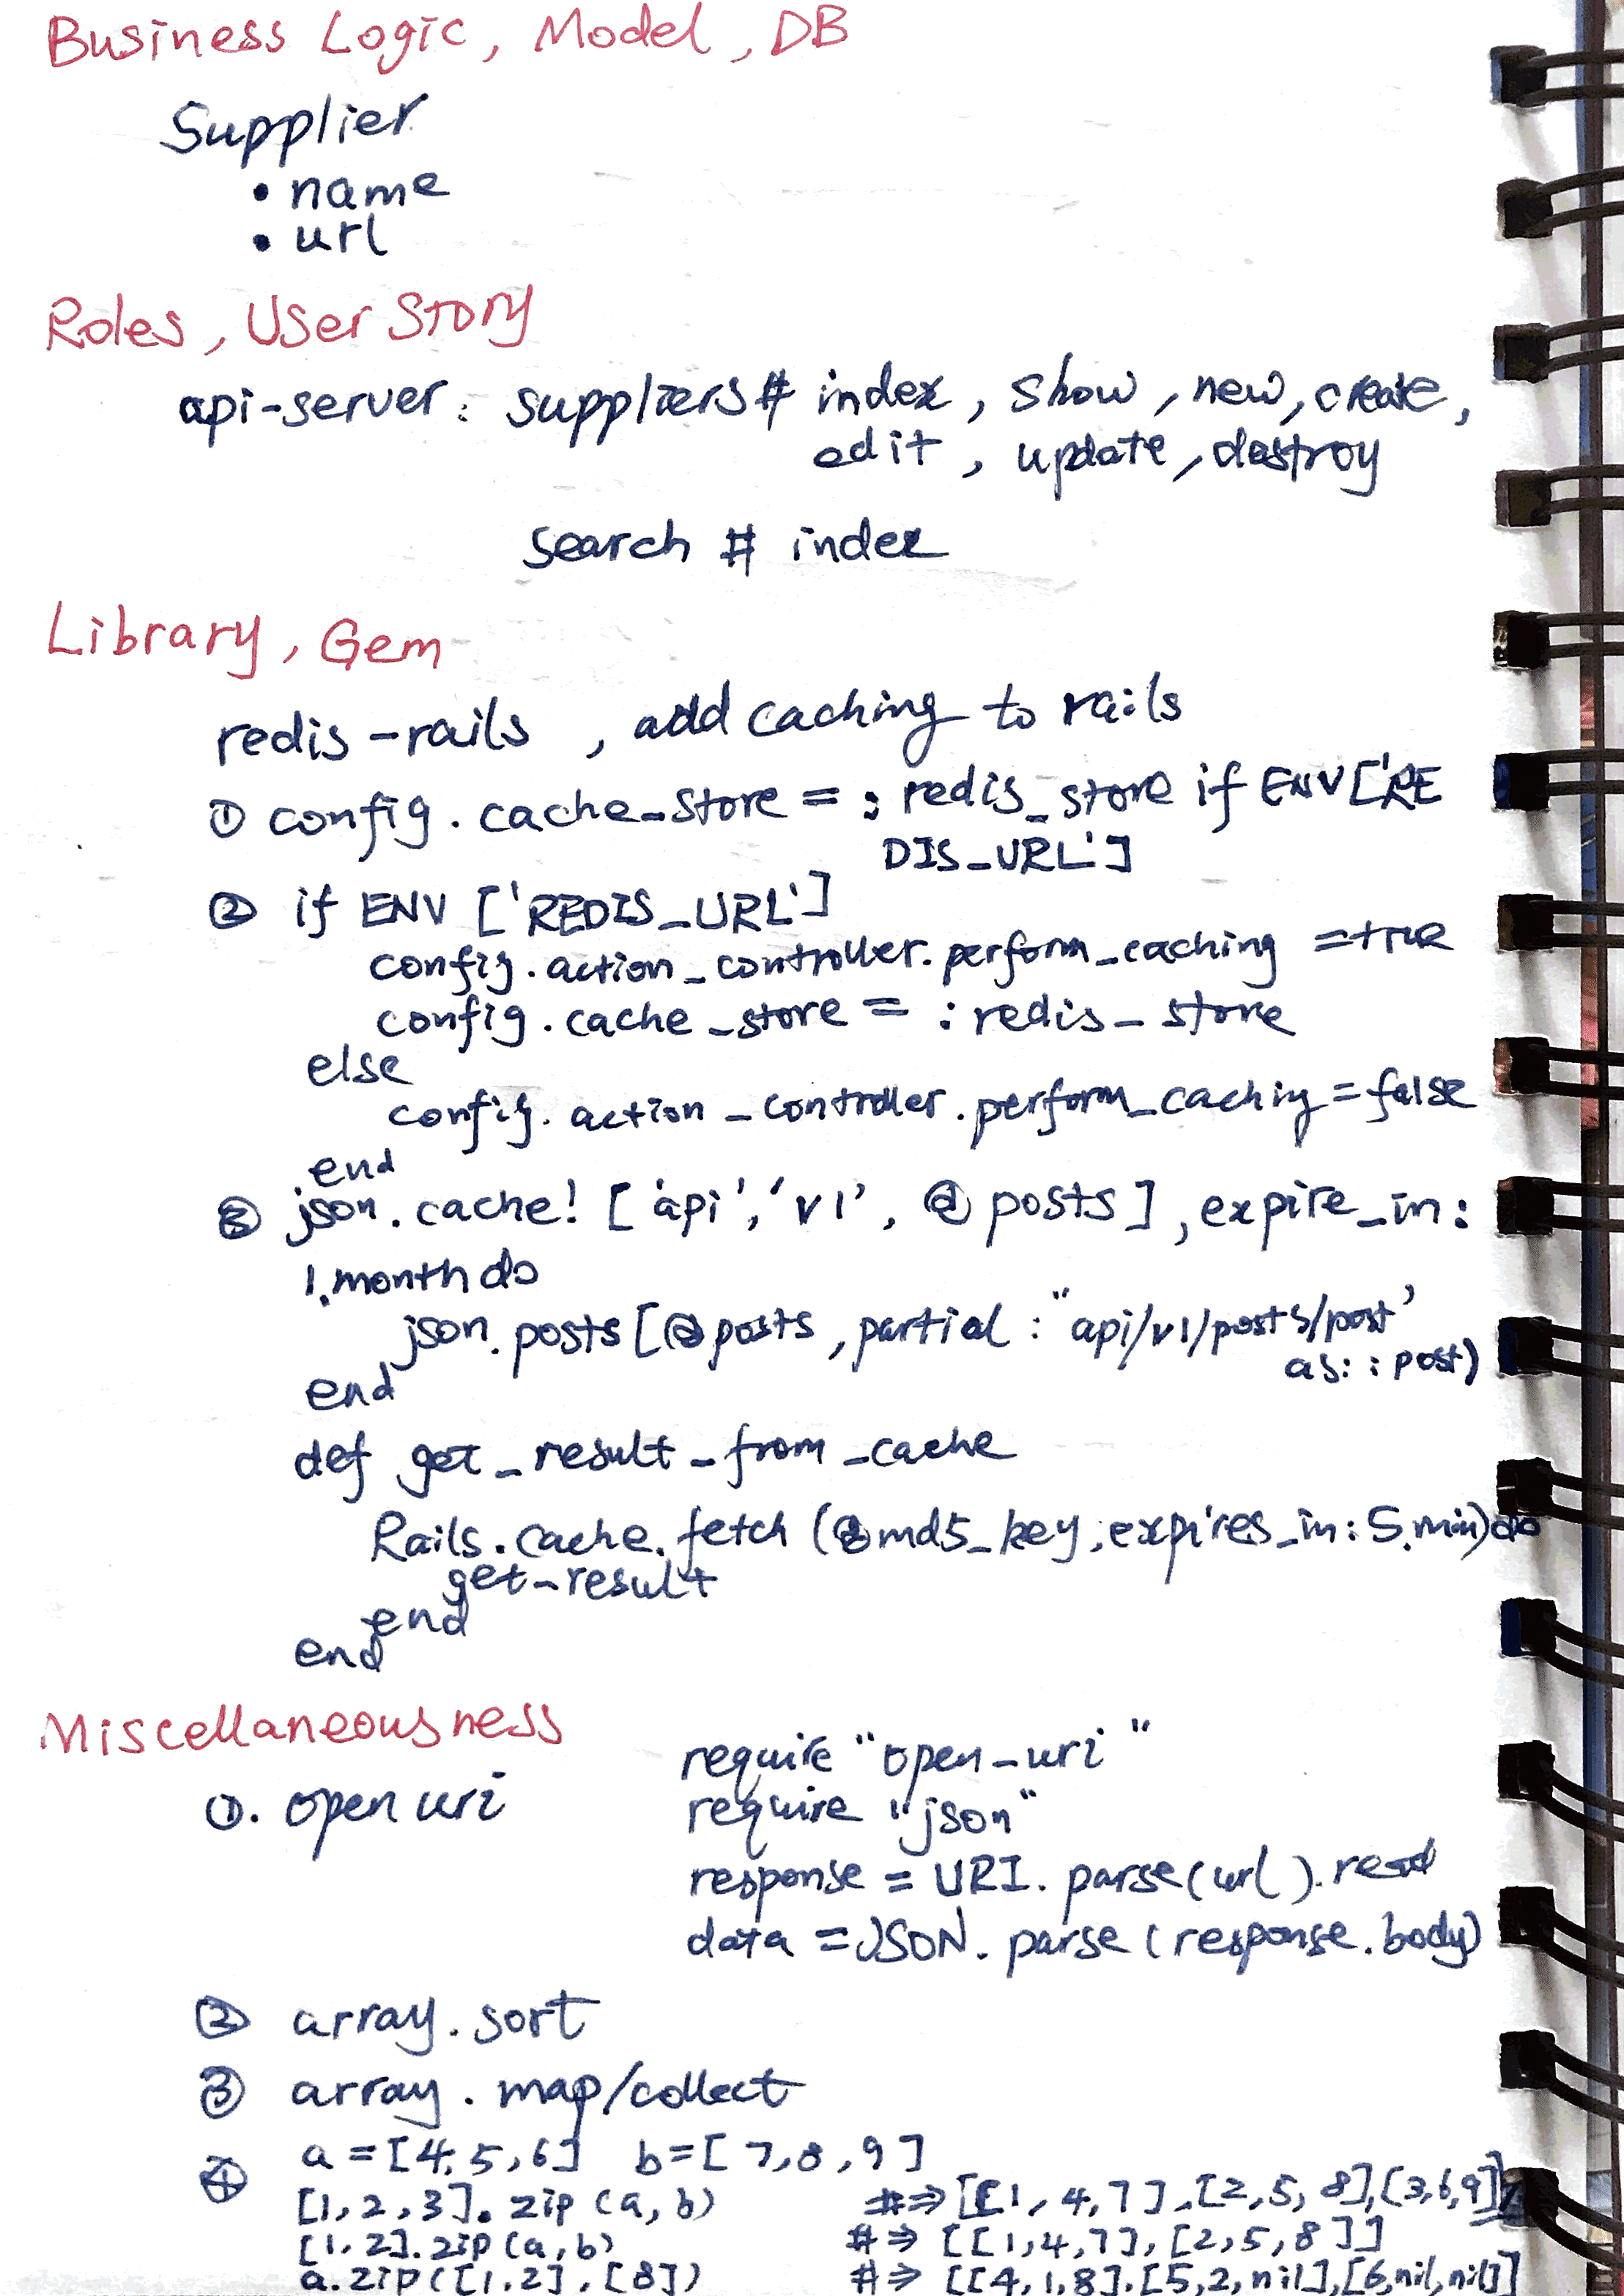 Business Logic, Model, DB
Supplier
• name
• url
Roles, User Story
api-server: suppliers# index, show, new, create,
edit, update, destroy
search # index
Library, Gem
redis-rails, add caching to rails
① config.cache_store = :redis_store if ENV['RE
DIS_URL']
② if ENV ['REDIS_URL']
config.action_controller.perform_caching = true
config.cache_store = :redis_store
else
config.action_controller.perform_caching = false
end
③ json.cache! ['api', 'v1', @posts], expire_in:
1.month do
json.posts [@posts, partial: "api/v1/posts/post'
as: :post)
end
def get_result_from_cache
Rails.cache.fetch (@md5_key, expires_in: 5.min) do
get_result
end
end
Miscellaneousness
①. open uri
require "open_uri"
require "json"
response = URI.parse(url).read
data = JSON.parse(response.body)
② array.sort
③ array.map/collect
④ a = [4, 5, 6] b = [7, 8, 9]
[1, 2, 3].zip (a, b) #=> [[1, 4, 7], [2, 5, 8], [3, 6, 9]]
[1, 2].zip (a, b) #=> [[1, 4, 7], [2, 5, 8]]
a.zip([1, 2], [8]) #=> [[4, 1, 8], [5, 2, nil], [6, nil, nil]]